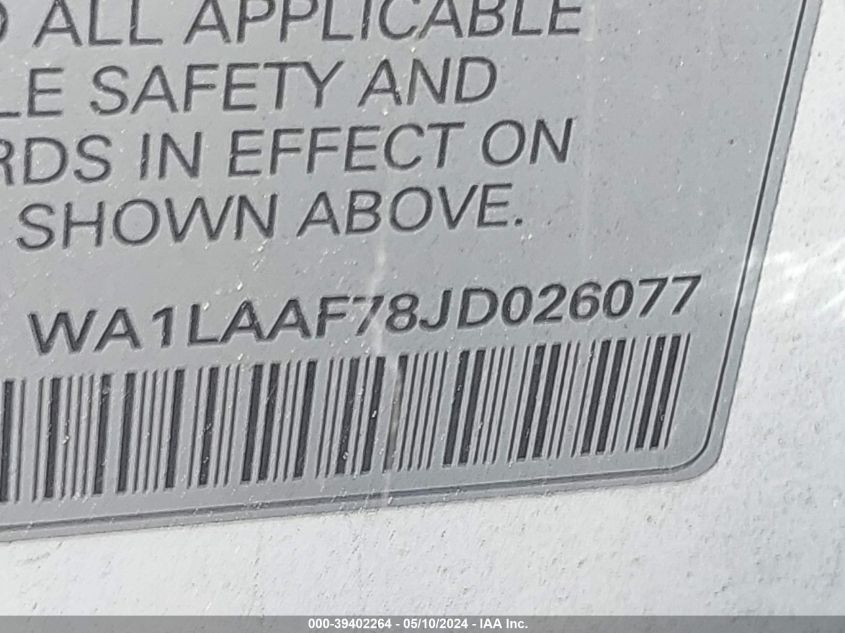 ALL APPLICABLE
LE SAFETY AND
RDS IN EFFECT ON
SHOWN ABOVE.
WA1LAAF78JD026077
000-39402264 - 05/10/2024 - IAA Inc.